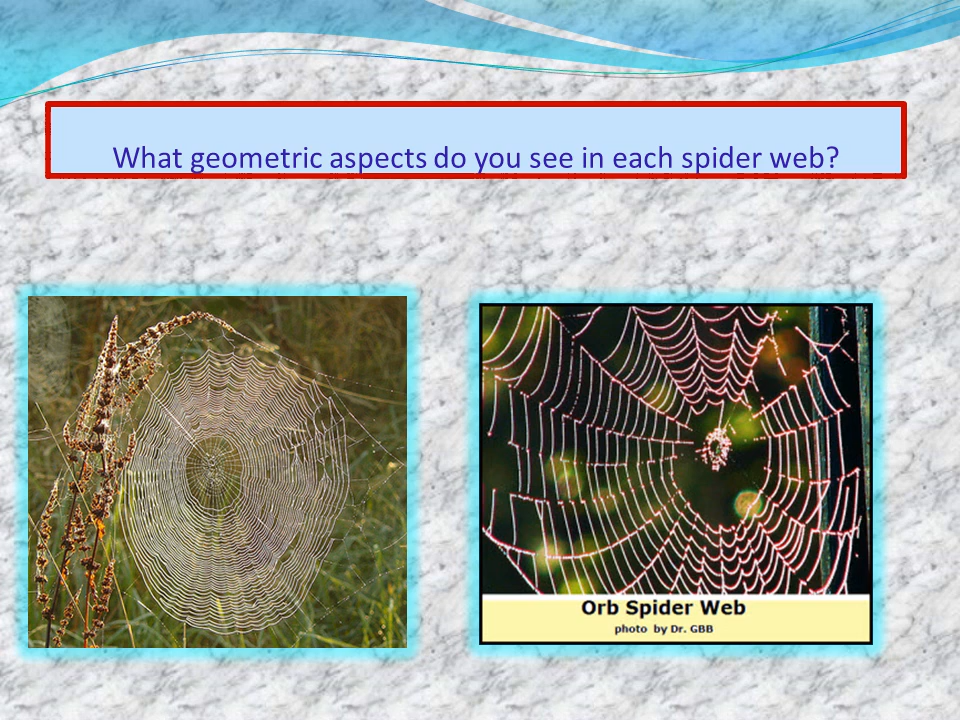 What geometric aspects do you see in each spider web?
Orb Spider Web
photo by Dr. GBB